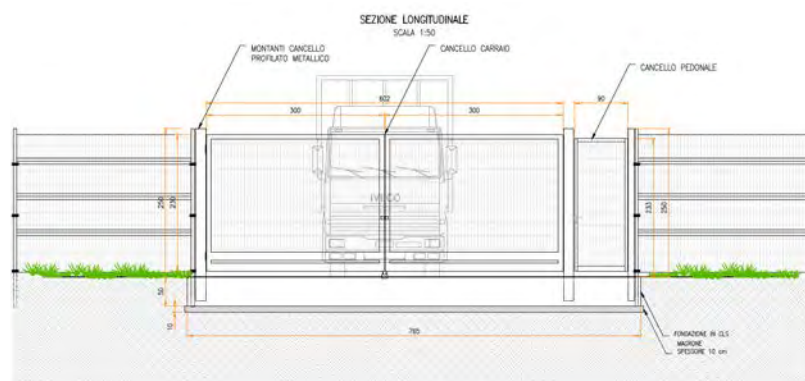 SEZIONE LONGITUDINALE
SCALA 1:50
MONTANTI CANCELLO
PROFILATO METALLICO
CANCELLO CARRAIO
CANCELLO PEDONALE
602
90
300
300
250
230
233
250
IVECO
50
10
765
FONDAZIONE IN CLS
MAGRONE
SPESSORE 10 cm